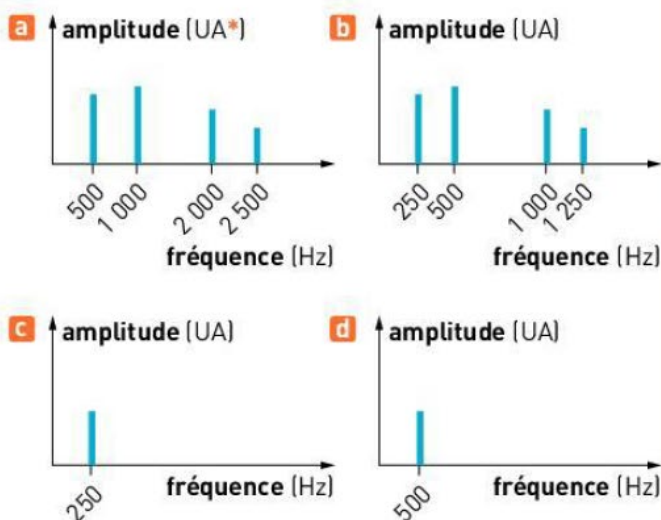 a amplitude (UA*)
500 1 000 2 000 2 500
fréquence (Hz)
b amplitude (UA)
250 500 1 000 1 250
fréquence (Hz)
c amplitude (UA)
250
fréquence (Hz)
d amplitude (UA)
500
fréquence (Hz)